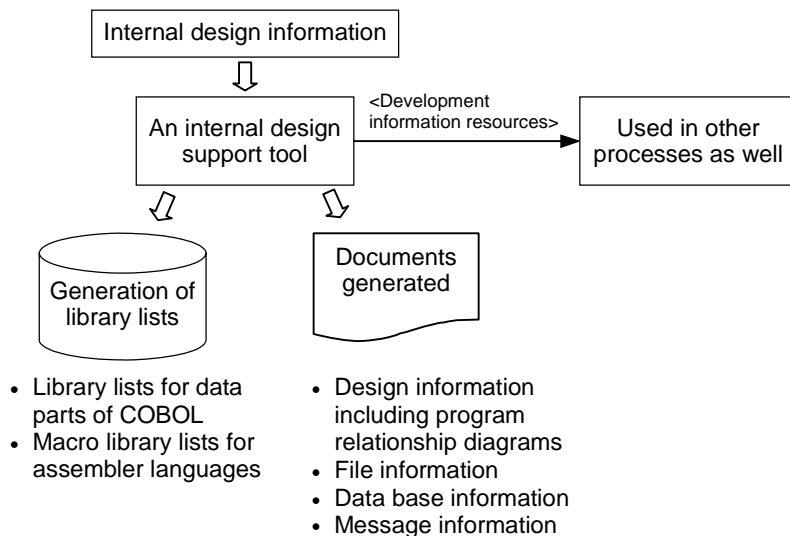 Internal design information
<Development
information resources>
An internal design
support tool
Used in other
processes as well
Generation of
library lists
Documents
generated
• Library lists for data
parts of COBOL
• Macro library lists for
assembler languages
• Design information
including program
relationship diagrams
• File information
• Data base information
• Message information